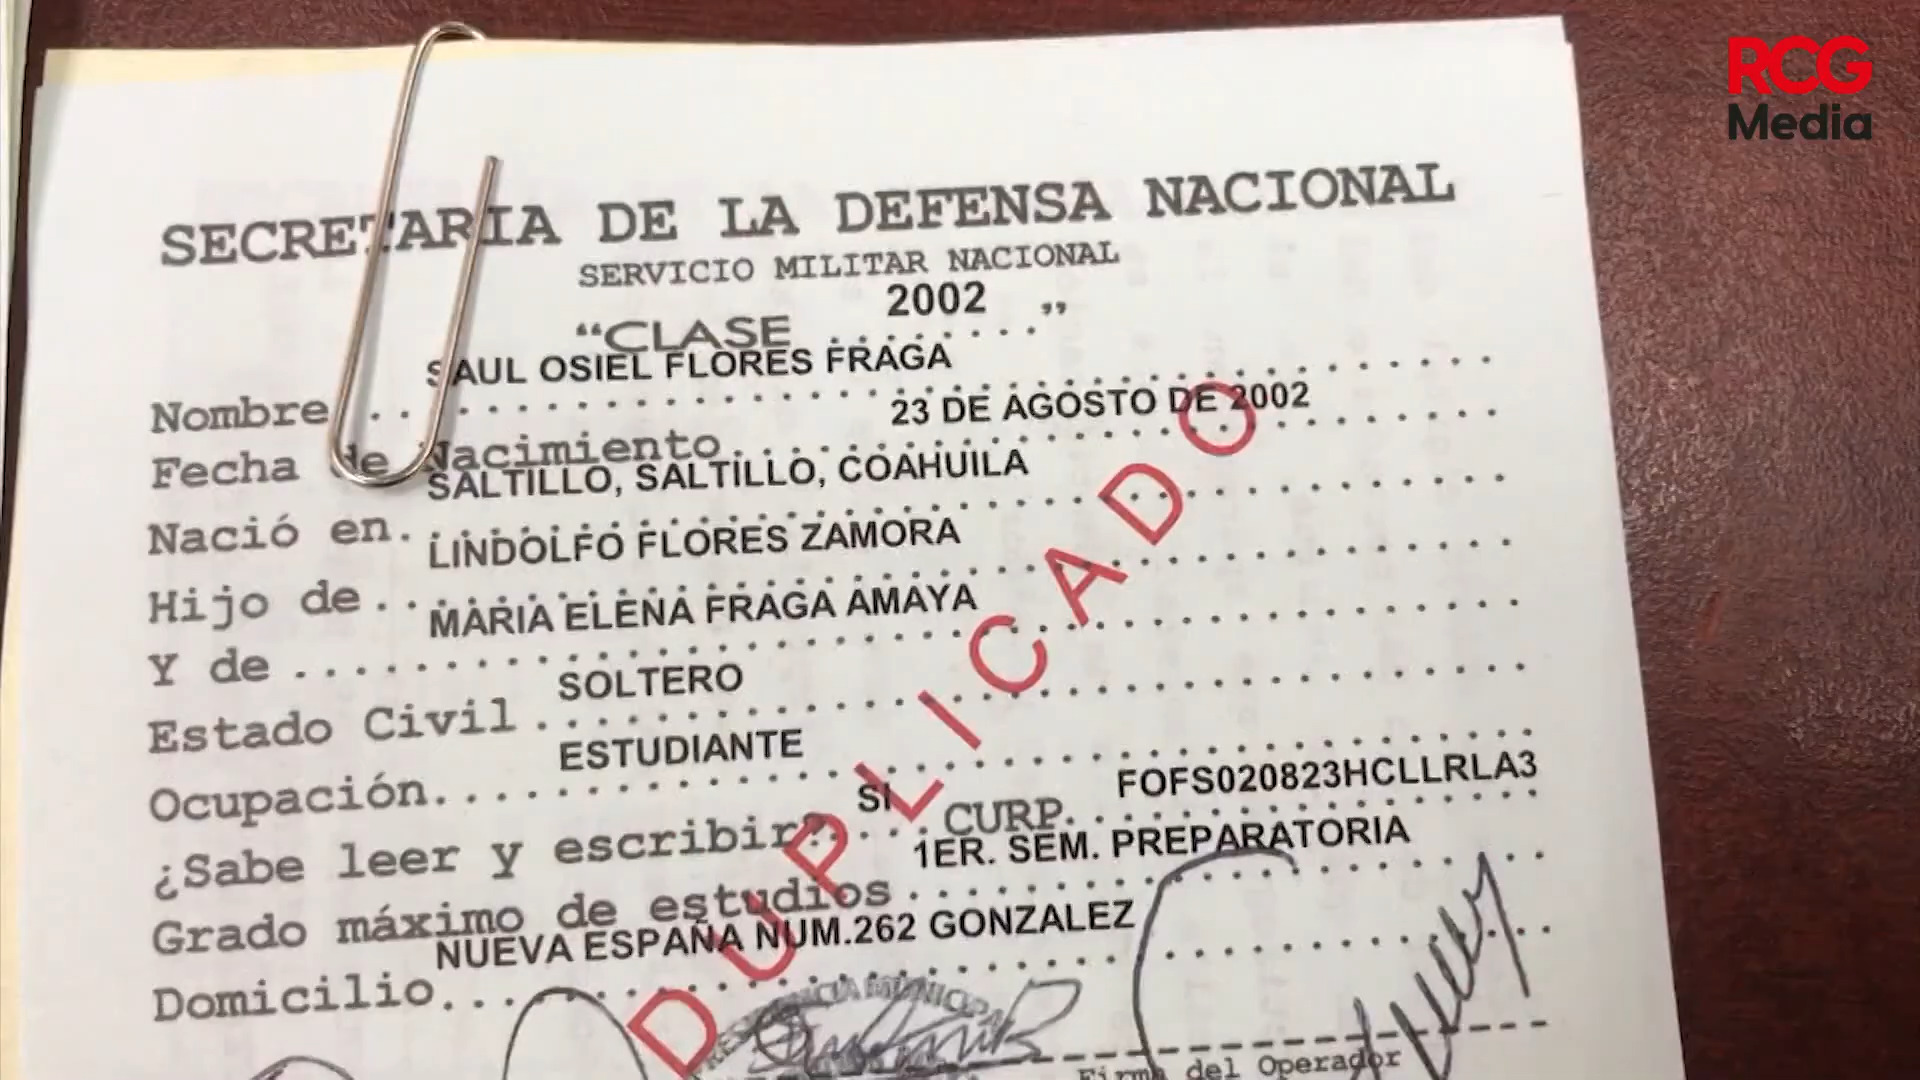 RCG
Media
SECRETARIA DE LA DEFENSA NACIONAL
SERVICIO MILITAR NACIONAL
"CLASE 2002"
Nombre SAUL OSIEL FLORES FRAGA
Fecha de Nacimiento 23 DE AGOSTO DE 2002
Nació en SALTILLO, SALTILLO, COAHUILA
Hijo de LINDOLFO FLORES ZAMORA
Y de MARIA ELENA FRAGA AMAYA
Estado Civil SOLTERO
Ocupación ESTUDIANTE
¿Sabe leer y escribir? SI CURP. FOFS020823HCLLRLA3
Grado máximo de estudios 1ER. SEM. PREPARATORIA
Domicilio NUEVA ESPAÑA NUM.262 GONZALEZ
DUPLICADO
Firma del Operador